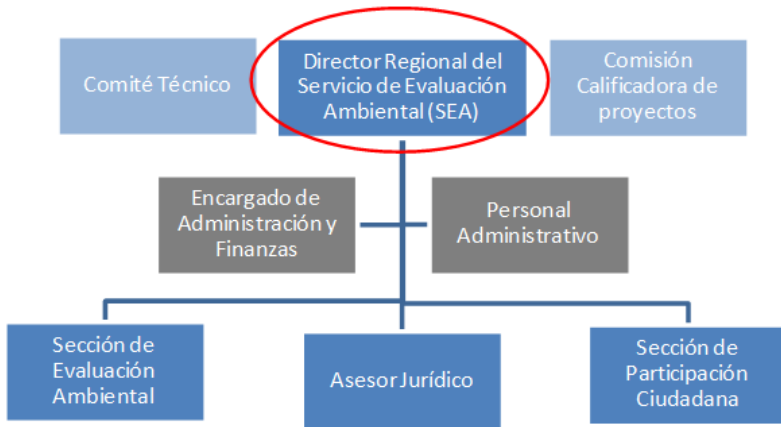 Comité Técnico
Director Regional del
Servicio de Evaluación
Ambiental (SEA)
Comisión
Calificadora de
proyectos
Encargado de
Administración y
Finanzas
Personal
Administrativo
Sección de
Evaluación
Ambiental
Asesor Jurídico
Sección de
Participación
Ciudadana